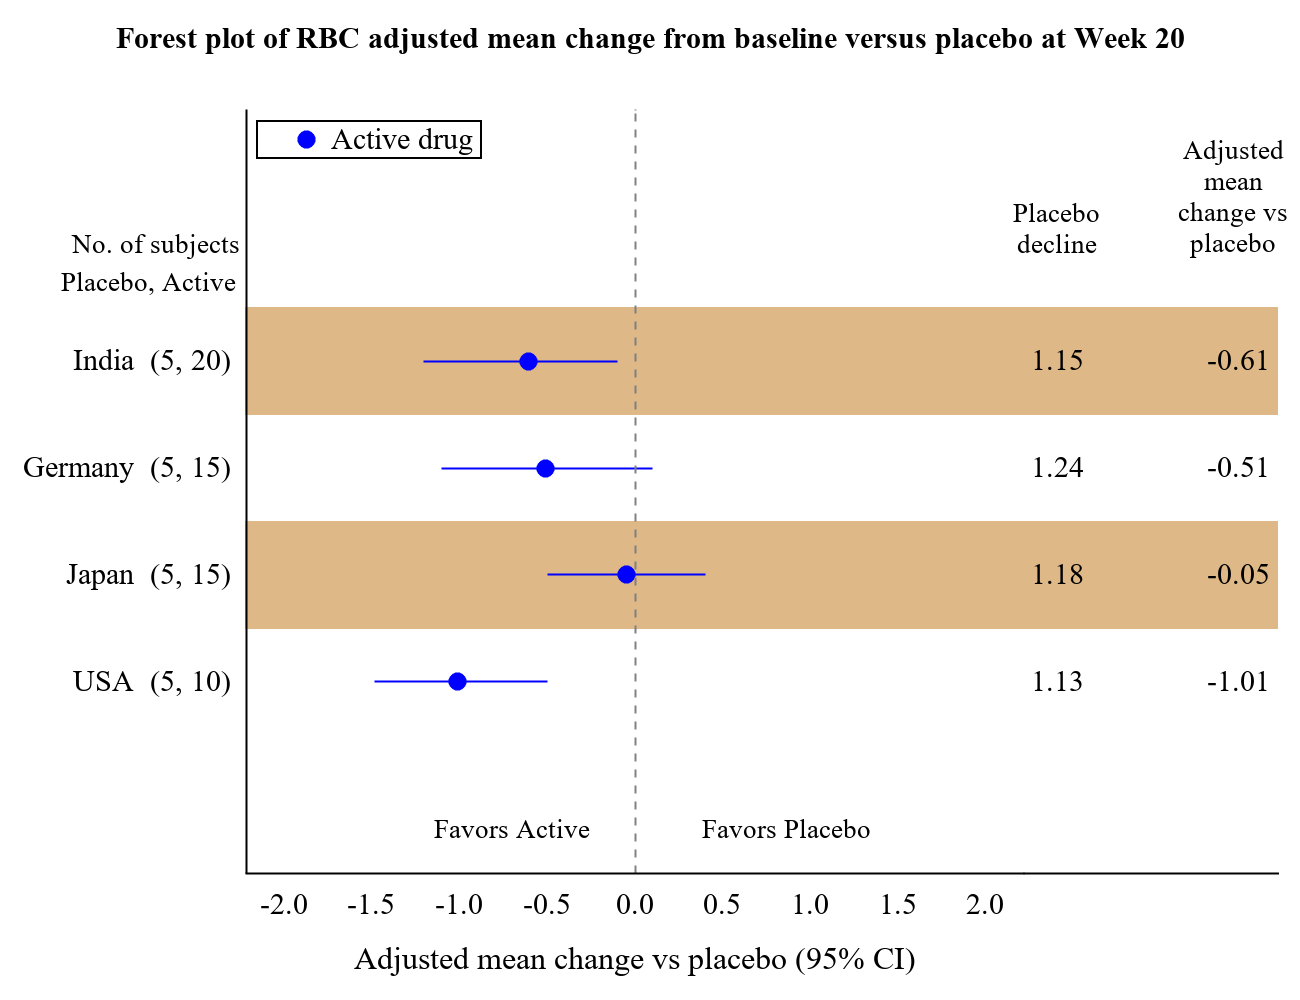 Forest plot of RBC adjusted mean change from baseline versus placebo at Week 20
Active drug
Adjusted
mean
change vs
placebo
Placebo
decline
No. of subjects
Placebo, Active
India (5, 20) 1.15 -0.61
Germany (5, 15) 1.24 -0.51
Japan (5, 15) 1.18 -0.05
USA (5, 10) 1.13 -1.01
Favors Active Favors Placebo
-2.0 -1.5 -1.0 -0.5 0.0 0.5 1.0 1.5 2.0
Adjusted mean change vs placebo (95% CI)